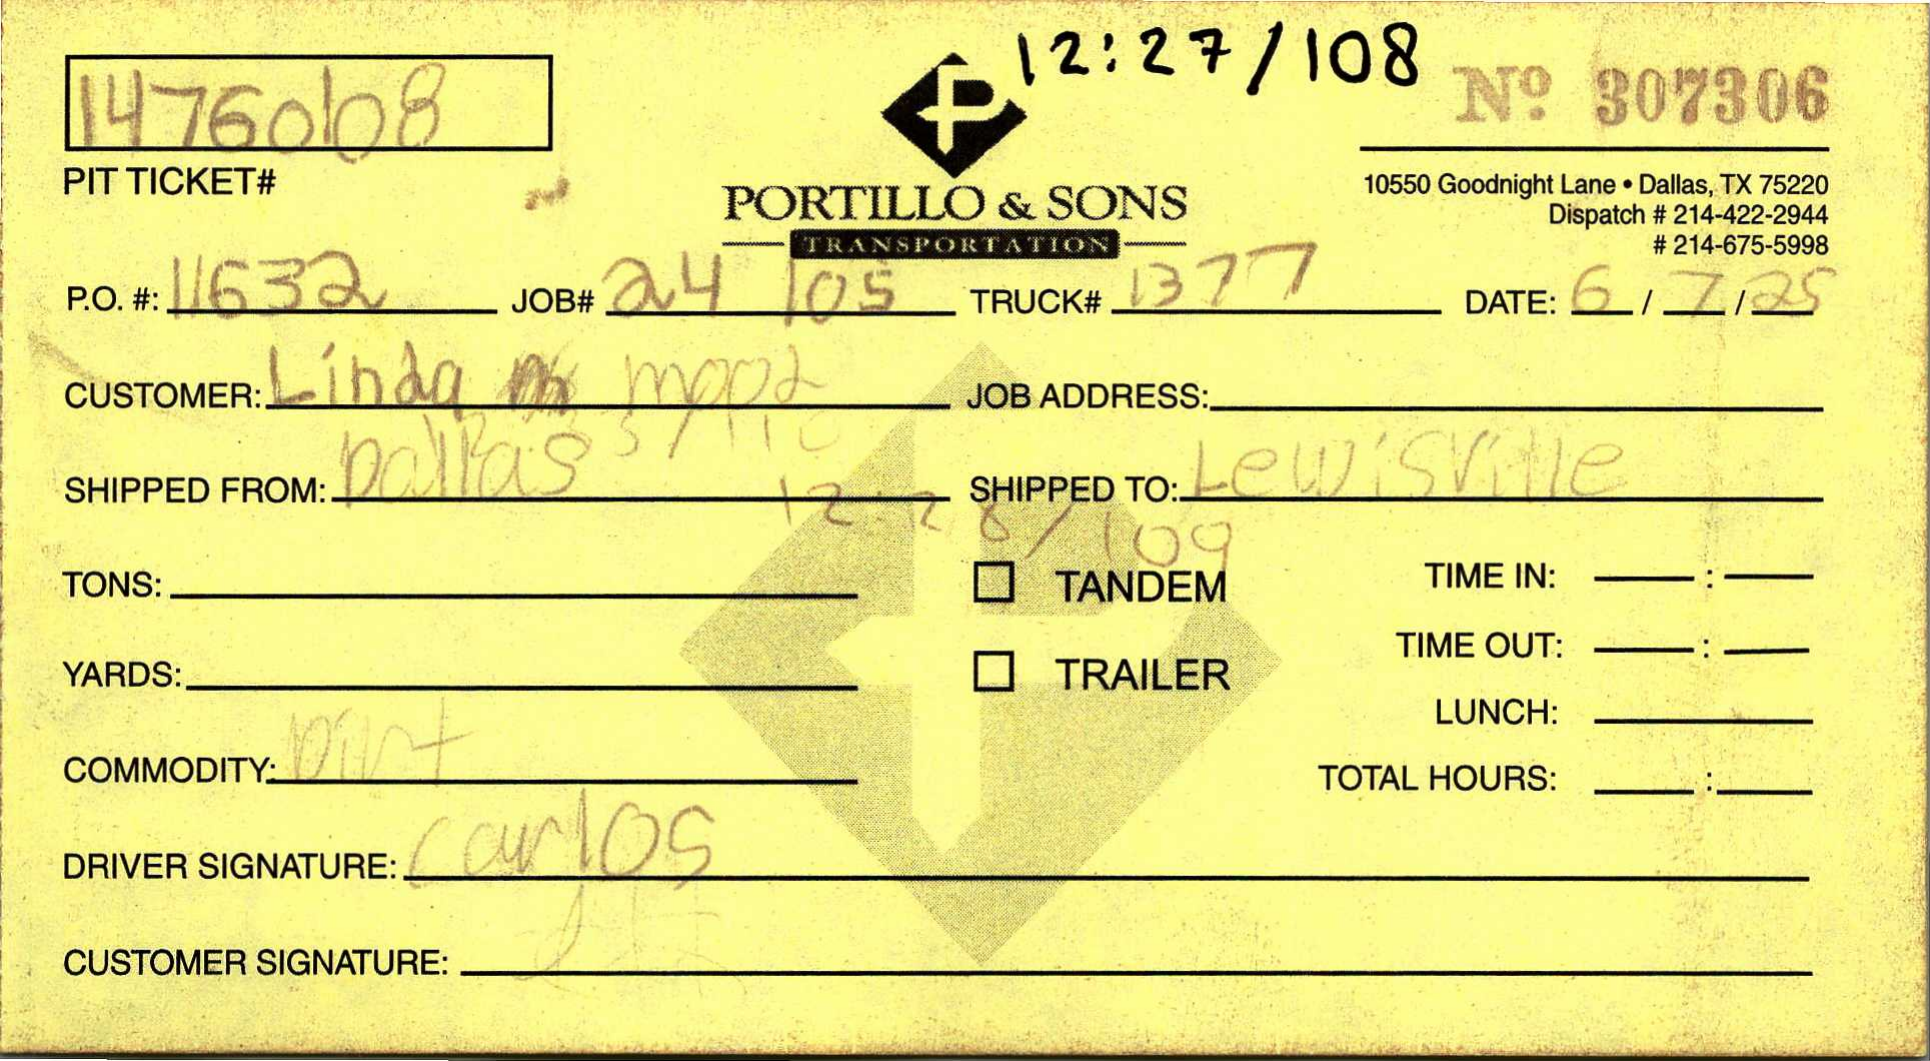 12:27/108
14760108
Nº 307306
PIT TICKET#
PORTILLO & SONS
TRANSPORTATION
10550 Goodnight Lane • Dallas, TX 75220
Dispatch # 214-422-2944
# 214-675-5998
P.O. #: 11632 JOB# 24 105 TRUCK# 1377 DATE: 6 / 7 / 25
CUSTOMER: Linda JOB ADDRESS:
SHIPPED FROM: Dallas SHIPPED TO: Lewisville
12:28/109
TONS: TANDEM TIME IN: :
YARDS: TRAILER TIME OUT: :
LUNCH:
COMMODITY: Dirt TOTAL HOURS: :
DRIVER SIGNATURE: Carlos
CUSTOMER SIGNATURE: